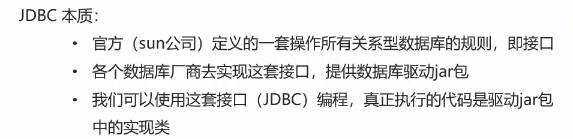 JDBC 本质：
• 官方（sun公司）定义的一套操作所有关系型数据库的规则，即接口
• 各个数据库厂商去实现这套接口，提供数据库驱动jar包
• 我们可以使用这套接口（JDBC）编程，真正执行的代码是驱动jar包
中的实现类